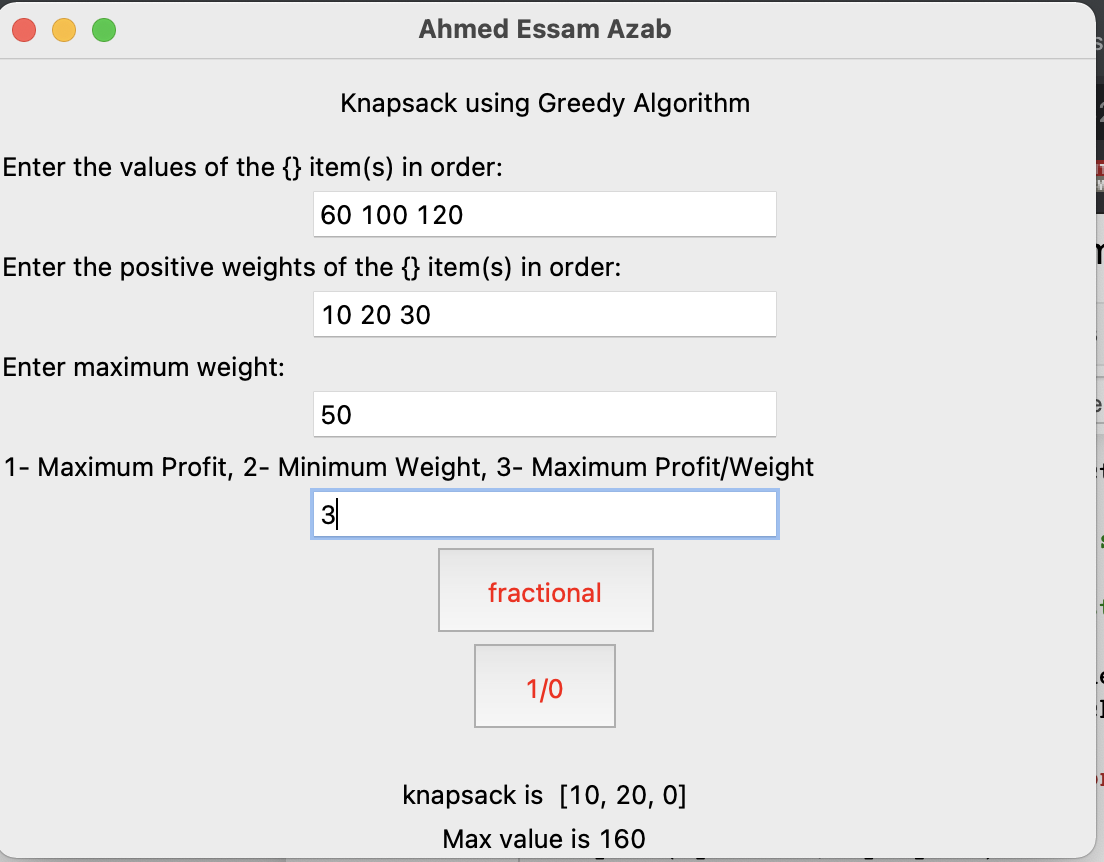 Ahmed Essam Azab
Knapsack using Greedy Algorithm
Enter the values of the {} item(s) in order:
60 100 120
Enter the positive weights of the {} item(s) in order:
10 20 30
Enter maximum weight:
50
1- Maximum Profit, 2- Minimum Weight, 3- Maximum Profit/Weight
3
fractional
1/0
knapsack is  [10, 20, 0]
Max value is 160